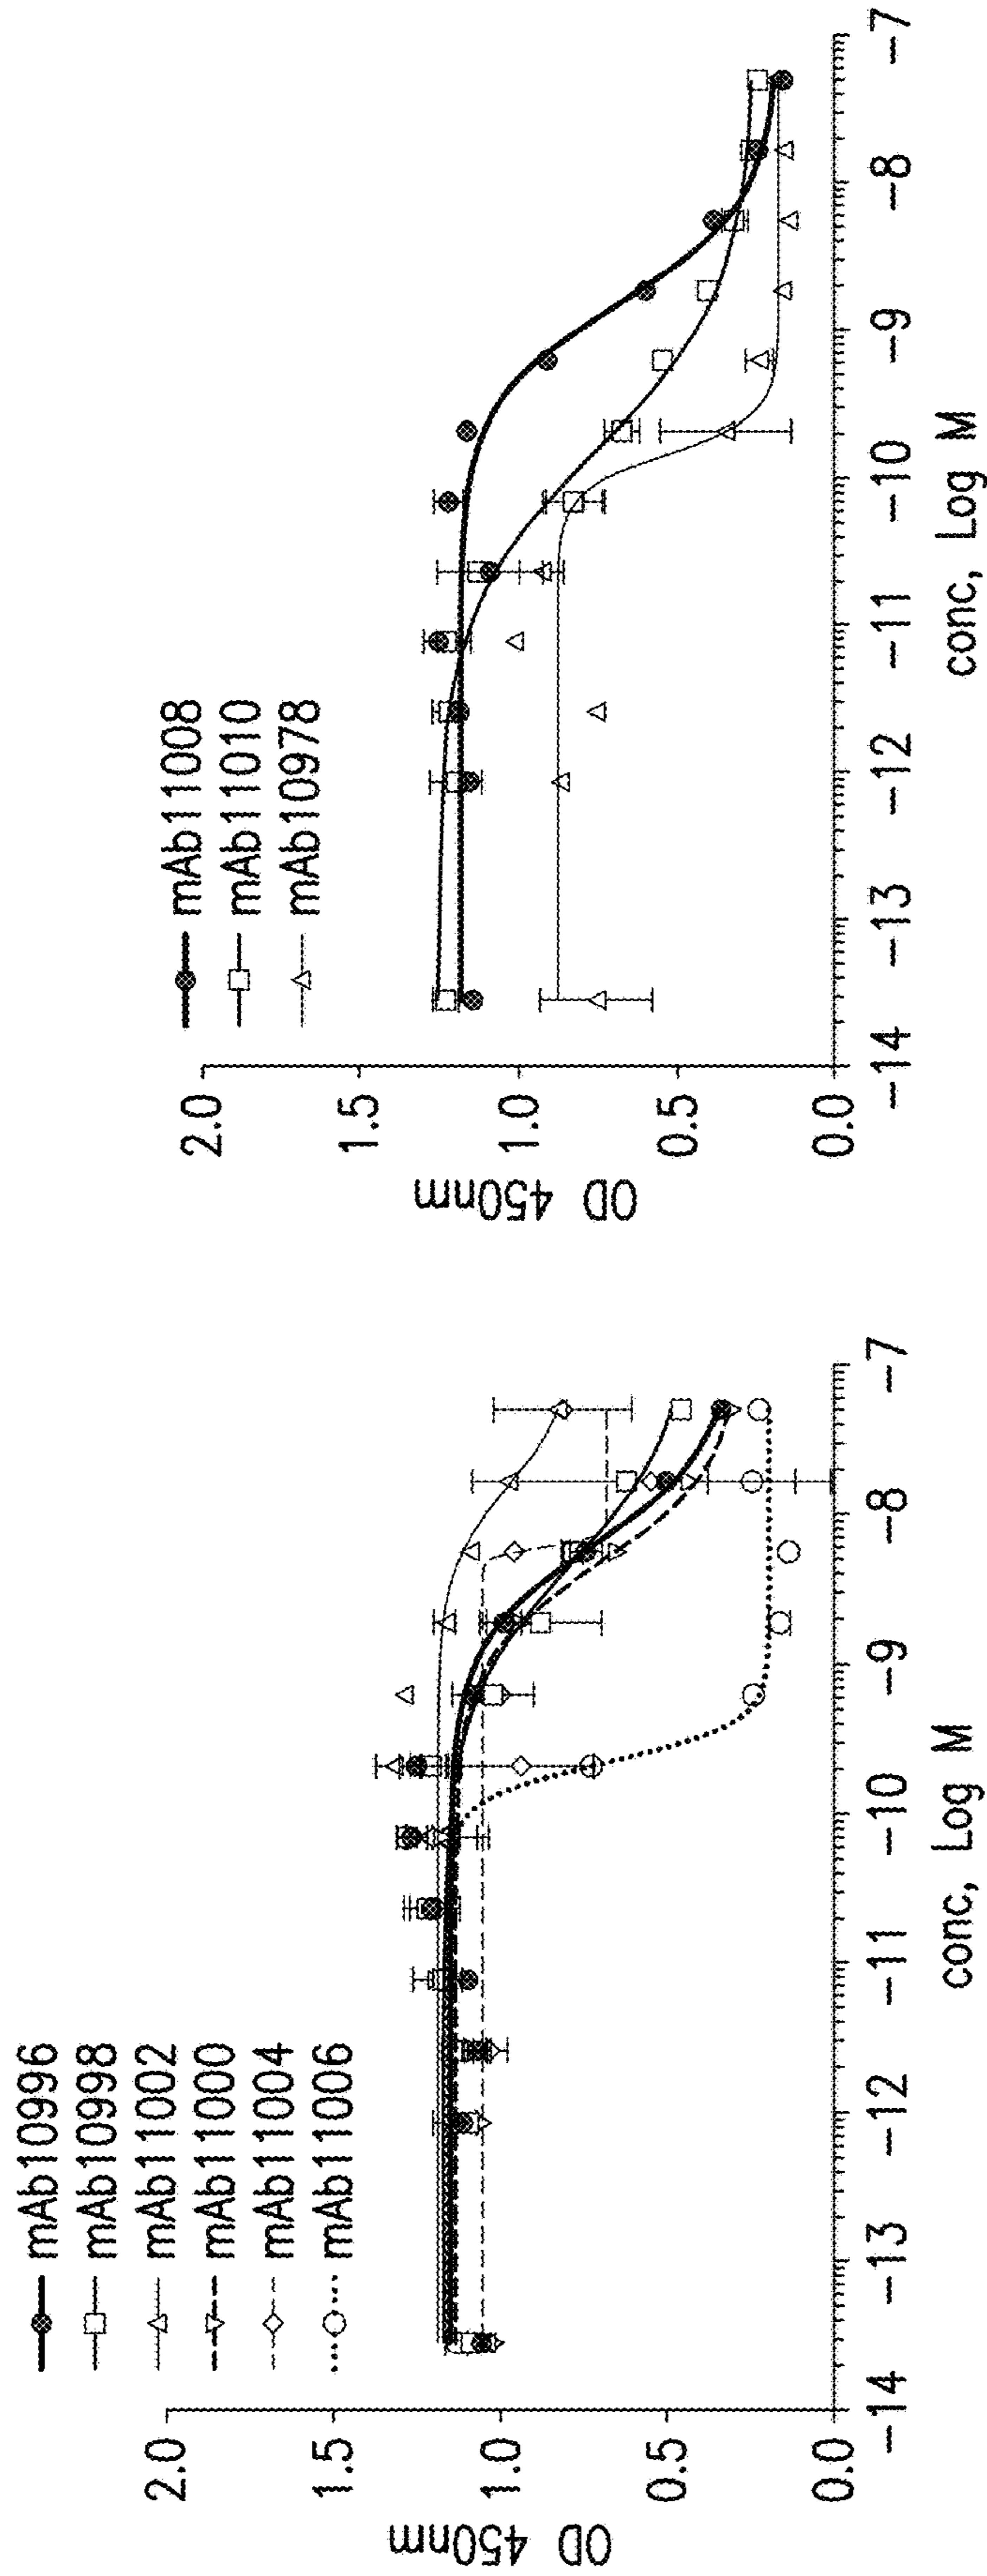 mAb10996
mAb10998
mAb11002
mAb11000
mAb11004
mAb11006
OD 450nm
2.0
1.5
1.0
0.5
0.0
-14
-13
-12
-11
-10
-9
-8
-7
conc, Log M
mAb11008
mAb11010
mAb10978
OD 450nm
2.0
1.5
1.0
0.5
0.0
-14
-13
-12
-11
-10
-9
-8
-7
conc, Log M